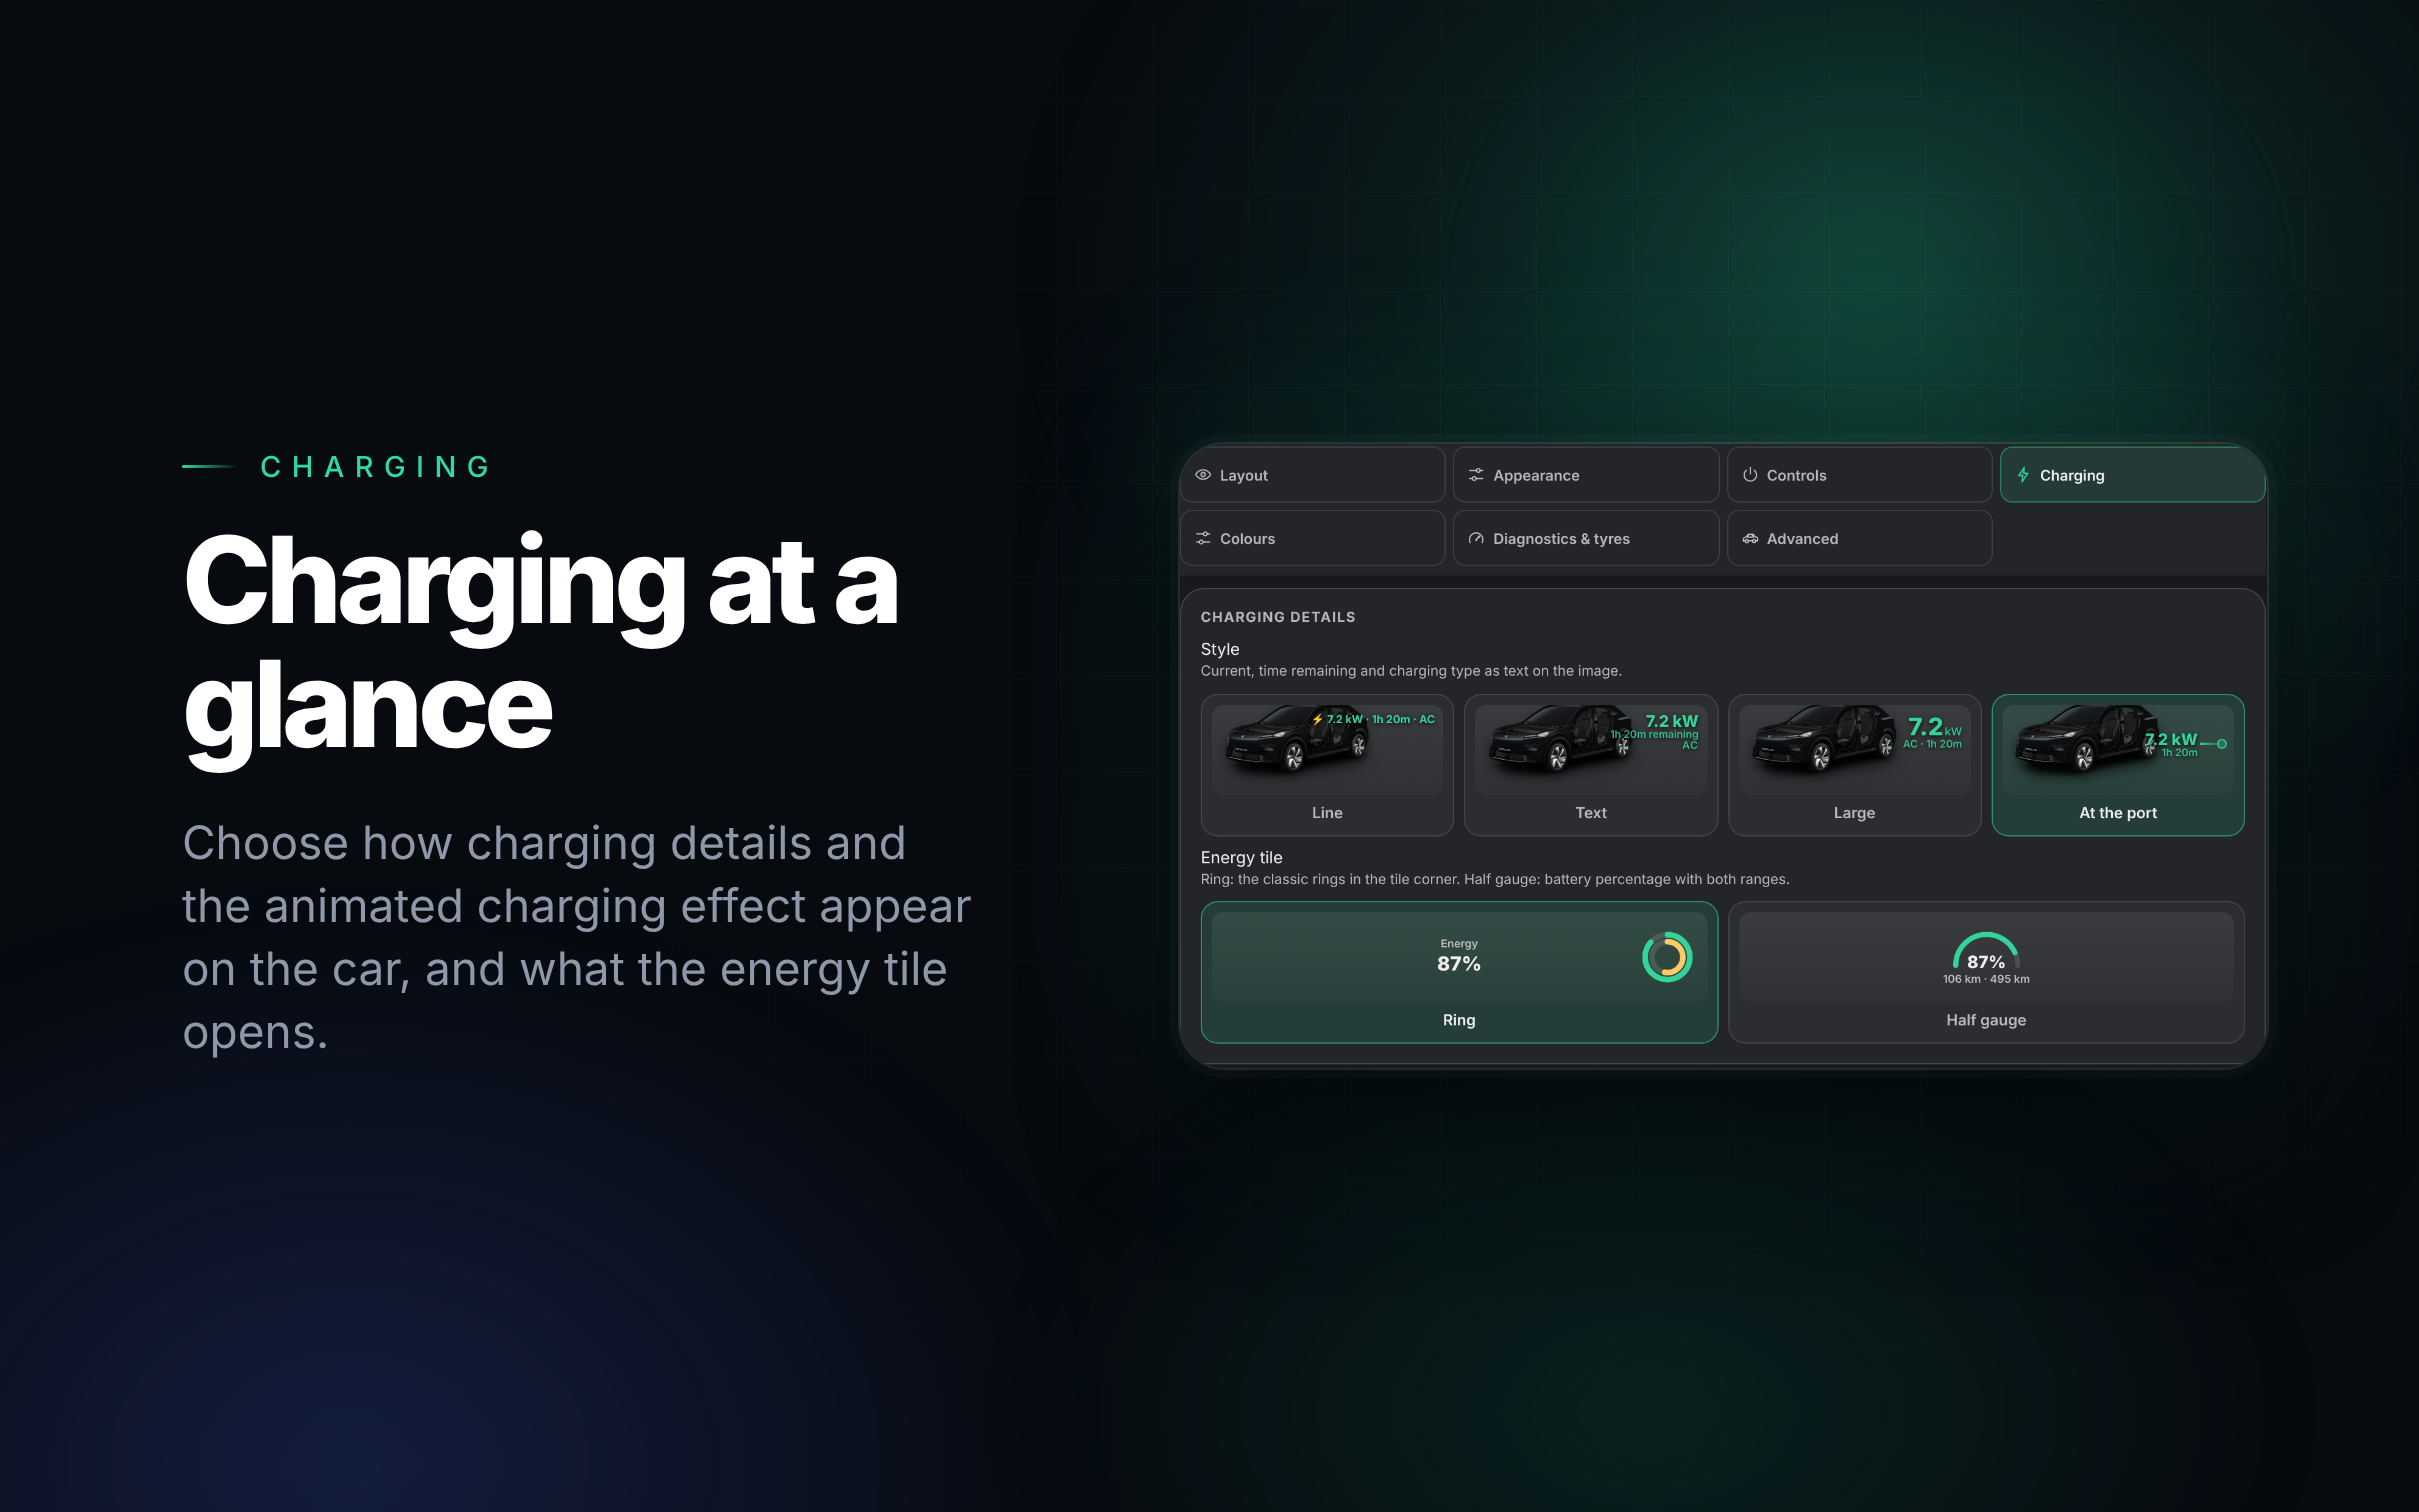 CHARGING
Charging at a
glance
Choose how charging details and
the animated charging effect appear
on the car, and what the energy tile
opens.
Layout
Appearance
Controls
Charging
Colours
Diagnostics & tyres
Advanced
CHARGING DETAILS
Style
Current, time remaining and charging type as text on the image.
⚡ 7.2 kW · 1h 20m · AC
Line
7.2 kW
1h 20m remaining
AC
Text
7.2 kW
AC · 1h 20m
Large
7.2 kW
1h 20m
At the port
Energy tile
Ring: the classic rings in the tile corner. Half gauge: battery percentage with both ranges.
Energy
87%
Ring
87%
106 km · 495 km
Half gauge